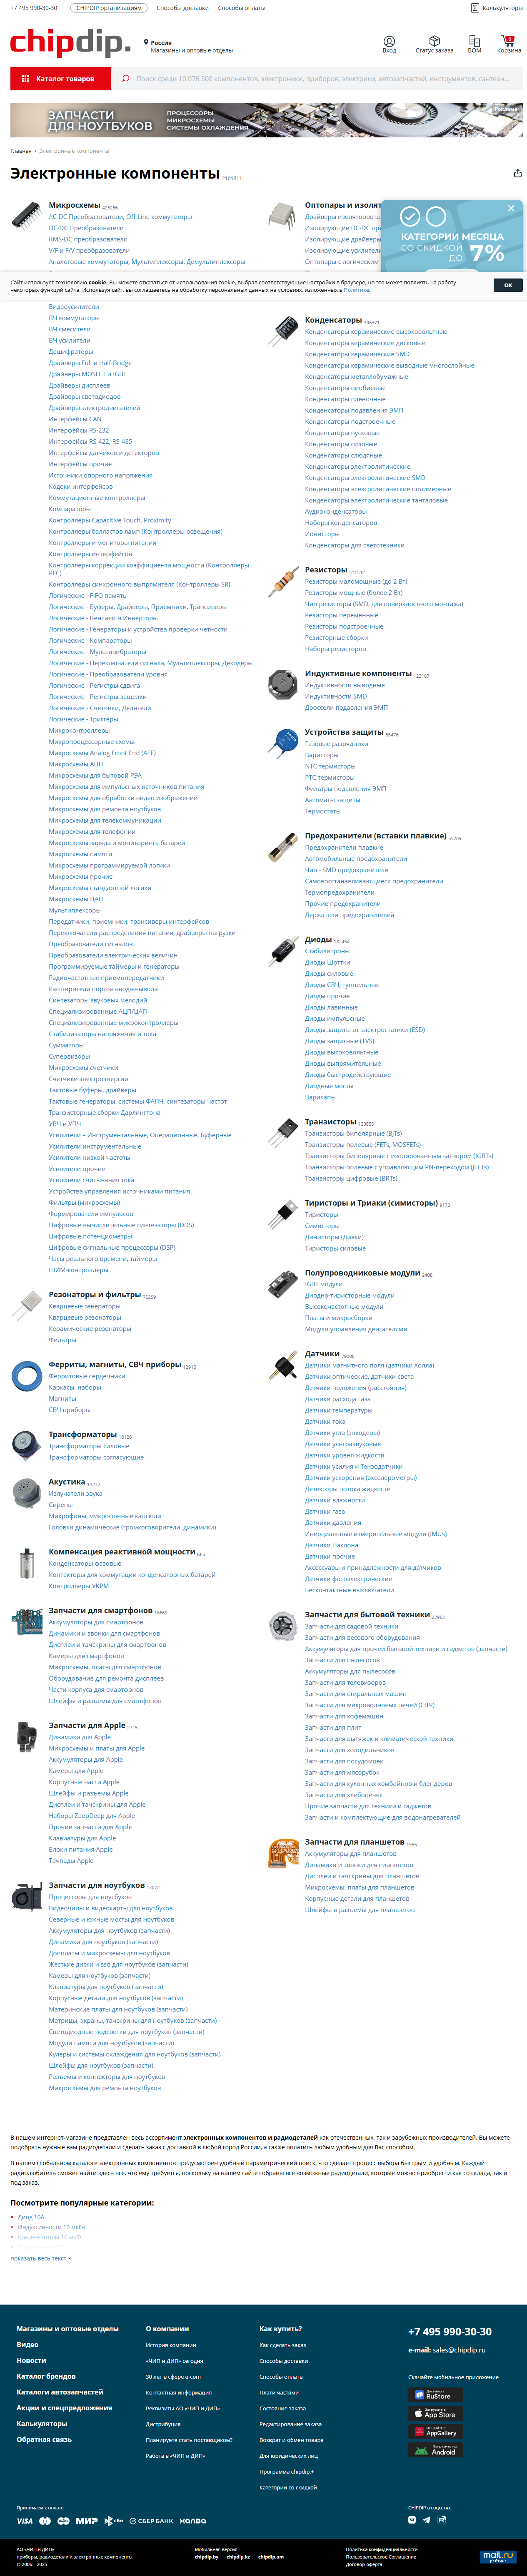 +7 495 990-30-30
CHIPDIP организациям
Способы доставки
Способы оплаты
Калькуляторы
chipdip.
Россия
Магазины и оптовые отделы
Вход
Статус заказа
BOM
Корзина
Каталог товаров
Поиск среди 10 076 300 компонентов, электроники, приборов, электрики, автозапчастей, инструментов, сантехн...
ЗАПЧАСТИ
ДЛЯ НОУТБУКОВ
ПРОЦЕССОРЫ
МИКРОСХЕМЫ
СИСТЕМЫ ОХЛАЖДЕНИЯ
Реклама
Главная › Электронные компоненты
Электронные компоненты 2101311
Микросхемы 425256
AC-DC Преобразователи, Off-Line коммутаторы
DC-DC Преобразователи
RMS-DC преобразователи
V/F и F/V преобразователи
Аналоговые коммутаторы, Мультиплексоры, Демультиплексоры
Оптопары и изолят
Драйверы изоляторов ш
Изолирующие DC-DC пр
Изолирующие драйверы
Изолирующие усилители
Оптопары с логическим
КАТЕГОРИИ МЕСЯЦА
СО СКИДКОЙ
ДО 7%
Сайт использует технологию cookie. Вы можете отказаться от использования cookie, выбрав соответствующие настройки в браузере, но это может повлиять на работу
некоторых функций сайта. Используя сайт, вы соглашаетесь на обработку персональных данных на условиях, изложенных в Политике.
ОК
Видеоусилители
ВЧ коммутаторы
ВЧ смесители
ВЧ усилители
Дешифраторы
Драйверы Full и Half-Bridge
Драйверы MOSFET и IGBT
Драйверы дисплеев
Драйверы светодиодов
Драйверы электродвигателей
Интерфейсы CAN
Интерфейсы RS-232
Интерфейсы RS-422, RS-485
Интерфейсы датчиков и детекторов
Интерфейсы прочие
Источники опорного напряжения
Кодеки интерфейсов
Коммутационные контроллеры
Компараторы
Контроллеры Capacitive Touch, Proximity
Контроллеры балластов ламп (Контроллеры освещения)
Контроллеры и мониторы питания
Контроллеры интерфейсов
Контроллеры коррекции коэффициента мощности (Контроллеры
PFC)
Контроллеры синхронного выпрямителя (Контроллеры SR)
Логические - FIFO память
Логические - Буферы, Драйверы, Приемники, Трансиверы
Логические - Вентили и Инверторы
Логические - Генераторы и устройства проверки четности
Логические - Компараторы
Логические - Мультивибраторы
Логические - Переключатели сигнала, Мультиплексоры, Декодеры
Логические - Преобразователи уровня
Логические - Регистры сдвига
Логические - Регистры-защелки
Логические - Счетчики, Делители
Логические - Триггеры
Микроконтроллеры
Микропроцессорные схемы
Микросхемы Analog Front End (AFE)
Микросхемы АЦП
Микросхемы для бытовой РЭА
Микросхемы для импульсных источников питания
Микросхемы для обработки видео изображений
Микросхемы для ремонта ноутбуков
Микросхемы для телекоммуникации
Микросхемы для телефонии
Микросхемы заряда и мониторинга батарей
Микросхемы памяти
Микросхемы программируемой логики
Микросхемы прочие
Микросхемы стандартной логики
Микросхемы ЦАП
Мультиплексоры
Передатчики, приемники, трансиверы интерфейсов
Переключатели распределения питания, драйверы нагрузки
Преобразователи сигналов
Преобразователи электрических величин
Программируемые таймеры и генераторы
Радиочастотные приемопередатчики
Расширители портов ввода-вывода
Синтезаторы звуковых мелодий
Специализированные АЦП/ЦАП
Специализированные микроконтроллеры
Стабилизаторы напряжения и тока
Сумматоры
Супервизоры
Микросхемы счетчики
Счетчики электроэнергии
Тактовые буферы, драйверы
Тактовые генераторы, системы ФАПЧ, синтезаторы частот
Транзисторные сборки Дарлингтона
УВЧ и УПЧ
Усилители – Инструментальные, Операционные, Буферные
Усилители инструментальные
Усилители низкой частоты
Усилители прочие
Усилители считывания тока
Устройства управления источниками питания
Фильтры (микросхемы)
Формирователи импульсов
Цифровые вычислительные синтезаторы (DDS)
Цифровые потенциометры
Цифровые сигнальные процессоры (DSP)
Часы реального времени, таймеры
ШИМ-контроллеры
Резонаторы и фильтры 75259
Кварцевые генераторы
Кварцевые резонаторы
Керамические резонаторы
Фильтры
Ферриты, магниты, СВЧ приборы 12915
Ферритовые сердечники
Каркасы, наборы
Магниты
СВЧ приборы
Трансформаторы 18126
Трансформаторы силовые
Трансформаторы согласующие
Акустика 13272
Излучатели звука
Сирены
Микрофоны, микрофонные капсюли
Головки динамические (громкоговорители, динамики)
Компенсация реактивной мощности 665
Конденсаторы фазовые
Контакторы для коммутации конденсаторных батарей
Контроллеры УКРМ
Запчасти для смартфонов 16669
Аккумуляторы для смартфонов
Динамики и звонки для смартфонов
Дисплеи и тачскрины для смартфонов
Камеры для смартфонов
Микросхемы, платы для смартфонов
Оборудование для ремонта дисплеев
Части корпуса для смартфонов
Шлейфы и разъемы для смартфонов
Запчасти для Apple 2715
Динамики для Apple
Микросхемы и платы для Apple
Аккумуляторы для Apple
Камеры для Apple
Корпусные части Apple
Шлейфы и разъемы Apple
Дисплеи и тачскрины для Apple
Наборы ZeepDeep для Apple
Прочие запчасти для Apple
Клавиатуры для Apple
Блоки питания Apple
Тачпады Apple
Запчасти для ноутбуков 17072
Процессоры для ноутбуков
Видеочипы и видеокарты для ноутбуков
Северные и южные мосты для ноутбуков
Аккумуляторы для ноутбуков (запчасти)
Динамики для ноутбуков (запчасти)
Допплаты и микросхемы для ноутбуков
Жесткие диски и ssd для ноутбуков (запчасти)
Камеры для ноутбуков (запчасти)
Клавиатуры для ноутбуков (запчасти)
Корпусные детали для ноутбуков (запчасти)
Материнские платы для ноутбуков (запчасти)
Матрицы, экраны, тачскрины для ноутбуков (запчасти)
Светодиодные подсветки для ноутбуков (запчасти)
Модули памяти для ноутбуков (запчасти)
Кулеры и системы охлаждения для ноутбуков (запчасти)
Шлейфы для ноутбуков (запчасти)
Разъемы и коннекторы для ноутбуков
Микросхемы для ремонта ноутбуков
Конденсаторы 396371
Конденсаторы керамические высоковольтные
Конденсаторы керамические дисковые
Конденсаторы керамические SMD
Конденсаторы керамические выводные многослойные
Конденсаторы металлобумажные
Конденсаторы ниобиевые
Конденсаторы пленочные
Конденсаторы подавления ЭМП
Конденсаторы подстроечные
Конденсаторы пусковые
Конденсаторы силовые
Конденсаторы слюдяные
Конденсаторы электролитические
Конденсаторы электролитические SMD
Конденсаторы электролитические полимерные
Конденсаторы электролитические танталовые
Аудиоконденсаторы
Наборы конденсаторов
Ионисторы
Конденсаторы для светотехники
Резисторы 511542
Резисторы маломощные (до 2 Вт)
Резисторы мощные (более 2 Вт)
Чип резисторы (SMD, для поверхностного монтажа)
Резисторы переменные
Резисторы подстроечные
Резисторные сборки
Наборы резисторов
Индуктивные компоненты 123167
Индуктивности выводные
Индуктивности SMD
Дроссели подавления ЭМП
Устройства защиты 55476
Газовые разрядники
Варисторы
NTC термисторы
PTC термисторы
Фильтры подавления ЭМП
Автоматы защиты
Термостаты
Предохранители (вставки плавкие) 55289
Предохранители плавкие
Автомобильные предохранители
Чип - SMD предохранители
Самовосстанавливающиеся предохранители
Термопредохранители
Прочие предохранители
Держатели предохранителей
Диоды 192494
Стабилитроны
Диоды Шоттки
Диоды силовые
Диоды СВЧ, туннельные
Диоды прочие
Диоды лавинные
Диоды импульсные
Диоды защиты от электростатики (ESD)
Диоды защитные (TVS)
Диоды высоковольтные
Диоды выпрямительные
Диоды быстродействующие
Диодные мосты
Варикапы
Транзисторы 120855
Транзисторы биполярные (BJTs)
Транзисторы полевые (FETs, MOSFETs)
Транзисторы биполярные с изолированным затвором (IGBTs)
Транзисторы полевые с управляющим PN-переходом (JFETs)
Транзисторы цифровые (BRTs)
Тиристоры и Триаки (симисторы) 9175
Тиристоры
Симисторы
Динисторы (Диаки)
Тиристоры силовые
Полупроводниковые модули 2408
IGBT модули
Диодно-тиристорные модули
Высокочастотные модули
Платы и микросборки
Модули управления двигателями
Датчики 79008
Датчики магнитного поля (датчики Холла)
Датчики оптические, датчики света
Датчики положения (расстояния)
Датчики расхода газа
Датчики температуры
Датчики тока
Датчики угла (энкодеры)
Датчики ультразвуковые
Датчики уровня жидкости
Датчики усилия и Тензодатчики
Датчики ускорения (акселерометры)
Детекторы потока жидкости
Датчики влажности
Датчики газа
Датчики давления
Инерциальные измерительные модули (IMUs)
Датчики Наклона
Датчики прочие
Аксессуары и принадлежности для датчиков
Датчики фотоэлектрические
Бесконтактные выключатели
Запчасти для бытовой техники 22962
Запчасти для садовой техники
Запчасти для весового оборудования
Аккумуляторы для прочей бытовой техники и гаджетов (запчасти)
Запчасти для пылесосов
Аккумуляторы для пылесосов
Запчасти для телевизоров
Запчасти для стиральных машин
Запчасти для микроволновых печей (СВЧ)
Запчасти для кофемашин
Запчасти для плит
Запчасти для вытяжек и климатической техники
Запчасти для холодильников
Запчасти для посудомоек
Запчасти для мясорубок
Запчасти для кухонных комбайнов и блендеров
Запчасти для хлебопечек
Прочие запчасти для техники и гаджетов
Запчасти и комплектующие для водонагревателей
Запчасти для планшетов 1955
Аккумуляторы для планшетов
Динамики и звонки для планшетов
Дисплеи и тачскрины для планшетов
Микросхемы, платы для планшетов
Корпусные детали для планшетов
Шлейфы и разъемы для планшетов
В нашем интернет-магазине представлен весь ассортимент электронных компонентов и радиодеталей как отечественных, так и зарубежных производителей. Вы можете
подобрать нужные вам радиодетали и сделать заказ с доставкой в любой город России, а также оплатить любым удобным для Вас способом.
В нашем глобальном каталоге электронных компонентов предусмотрен удобный параметрический поиск, что сделает процесс выбора быстрым и удобным. Каждый
радиолюбитель сможет найти здесь все, что ему требуется, поскольку на нашем сайте собраны все возможные радиодетали, которые можно приобрести как со склада, так и
под заказ.
Посмотрите популярные категории:
Диод 10А
Индуктивности 10 мкГн
Конденсаторы 10 мкФ
показать весь текст
Магазины и оптовые отделы
Видео
Новости
Каталог брендов
Каталоги автозапчастей
Акции и спецпредложения
Калькуляторы
Обратная связь
О компании
История компании
«ЧИП и ДИП» сегодня
30 лет в сфере e-com
Контактная информация
Реквизиты АО «ЧИП и ДИП»
Дистрибуция
Планируете стать поставщиком?
Работа в «ЧИП и ДИП»
Как купить?
Как сделать заказ
Способы доставки
Способы оплаты
Плати частями
Состояние заказа
Редактирование заказа
Возврат и обмен товара
Для юридических лиц
Программа chipdip.+
Категории со скидкой
+7 495 990-30-30
e-mail: sales@chipdip.ru
Скачайте мобильное приложение
RuStore
App Store
AppGallery
Загрузите на
Android
Принимаем к оплате
VISA
МИР
сбп
СБЕРБАНК
ХАЛВА
CHIPDIP в соцсетях
АО «ЧИП и ДИП» —
приборы, радиодетали и электронные компоненты
© 2006—2025
Мобильная версия
chipdip.by
chipdip.kz
chipdip.am
Политика конфиденциальности
Пользовательское Соглашение
Договор-оферта
mail.ru
рейтинг